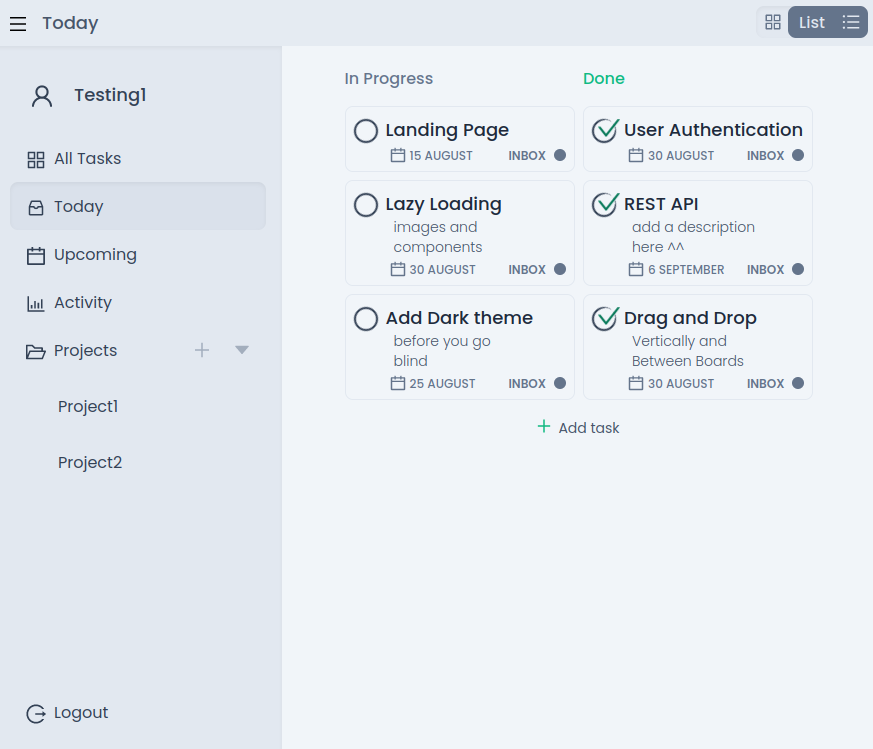 Today
List
Testing1
All Tasks
Today
Upcoming
Activity
Projects
Project1
Project2
Logout
In Progress
Landing Page
15 AUGUST INBOX
Lazy Loading
images and
components
30 AUGUST INBOX
Add Dark theme
before you go
blind
25 AUGUST INBOX
Done
User Authentication
30 AUGUST INBOX
REST API
add a description
here ^^
6 SEPTEMBER INBOX
Drag and Drop
Vertically and
Between Boards
30 AUGUST INBOX
+ Add task